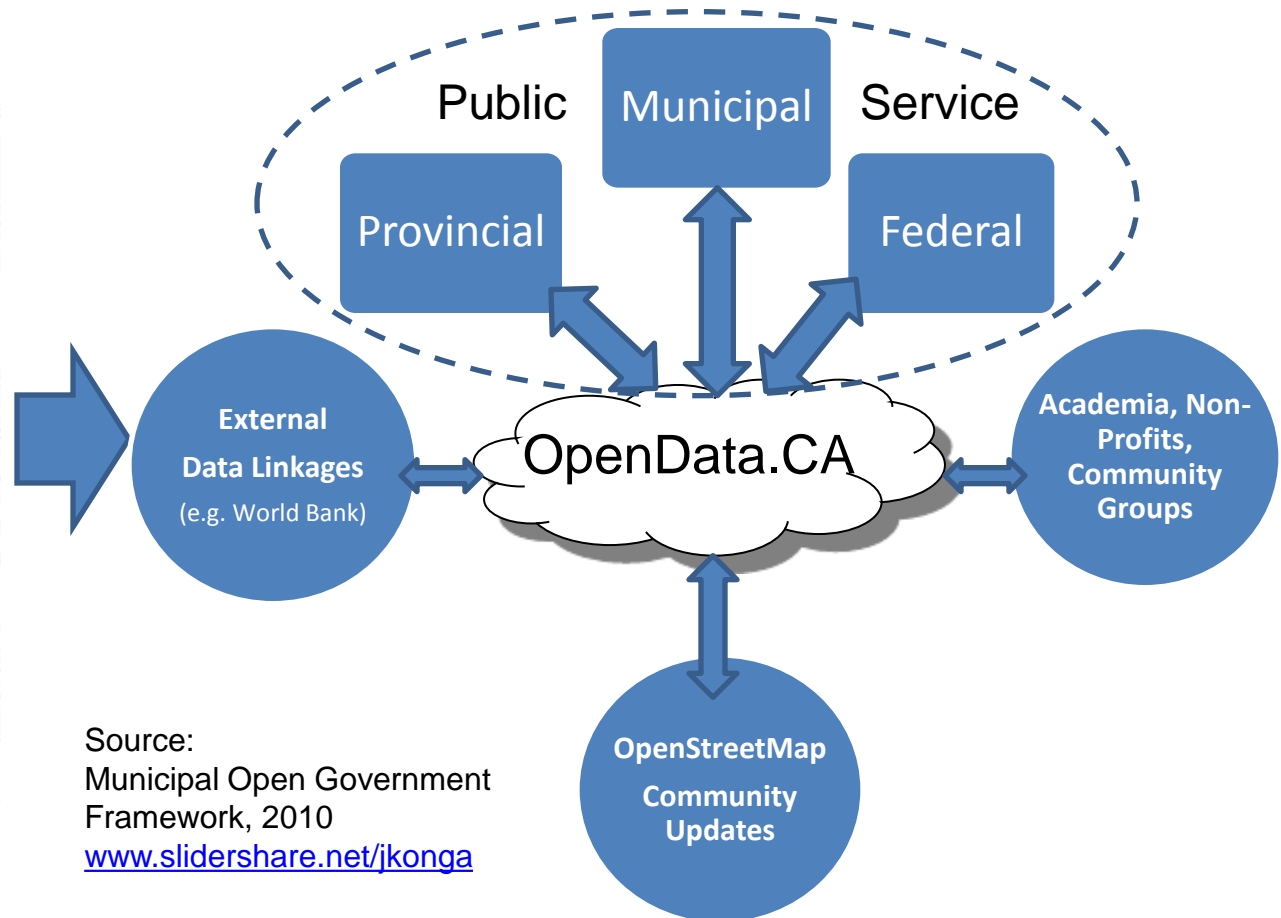 Public
Municipal
Service
Provincial
Federal
External
Data Linkages
(e.g. World Bank)
OpenData.CA
Academia, Non-
Profits,
Community
Groups
OpenStreetMap
Community
Updates
Source:
Municipal Open Government
Framework, 2010
www.slidershare.net/jkonga